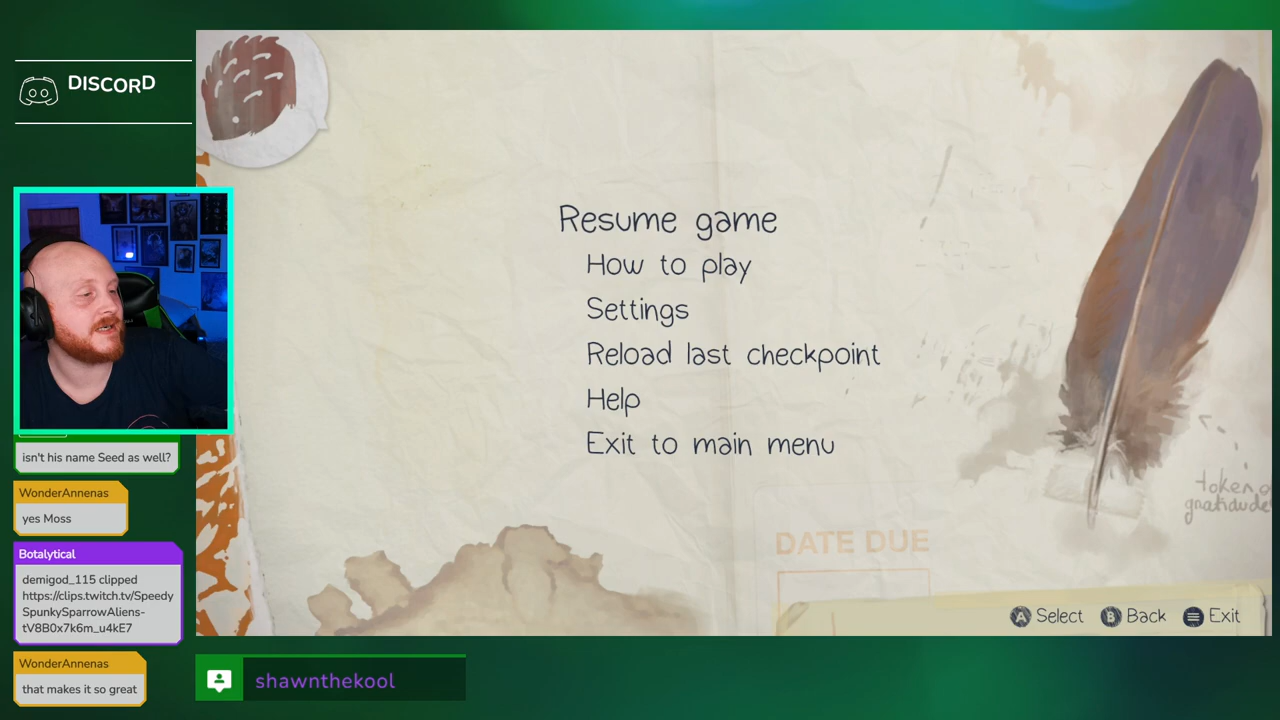 DISCORD
Resume game
How to play
Settings
Reload last checkpoint
Help
Exit to main menu
token
gratidude
DATE DUE
Select
Back
Exit
isn't his name Seed as well?
WonderAnnenas
yes Moss
Botalytical
demigod_115 clipped
https://clips.twitch.tv/Speedy
SpunkySparrowAliens-
tV8B0x7k6m_u4kE7
WonderAnnenas
that makes it so great
shawnthekool